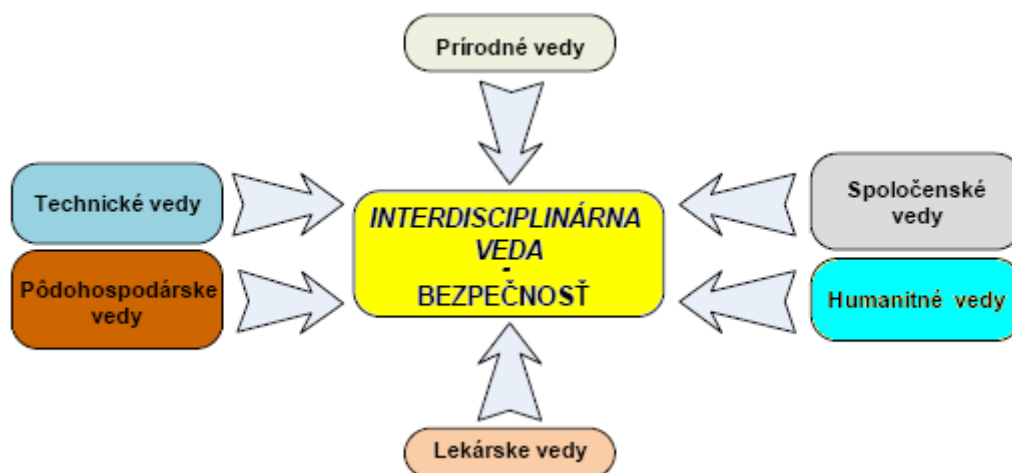 Prírodné vedy
Technické vedy
Pôdohospodárske
vedy
INTERDISCIPLINÁRNA
VEDA
-
BEZPEČNOSŤ
Spoločenské
vedy
Humanitné vedy
Lekárske vedy